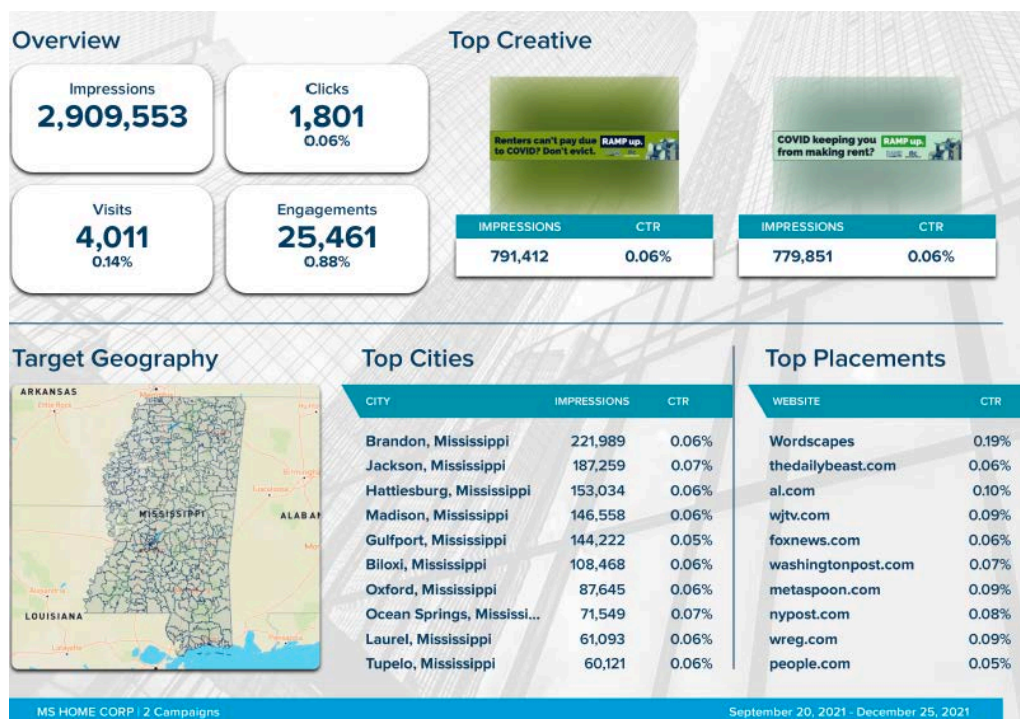 Overview
Impressions
2,909,553
Clicks
1,801
0.06%
Visits
4,011
0.14%
Engagements
25,461
0.88%
Top Creative
Renters can't pay due
to COVID? Don't evict.
RAMP up.
IMPRESSIONS CTR
791,412 0.06%
COVID keeping you
from making rent?
RAMP up.
IMPRESSIONS CTR
779,851 0.06%
Target Geography
ARKANSAS
MISSISSIPPI
ALABAM
LOUISIANA
Lafayette
Top Cities
CITY IMPRESSIONS CTR
Brandon, Mississippi 221,989 0.06%
Jackson, Mississippi 187,259 0.07%
Hattiesburg, Mississippi 153,034 0.06%
Madison, Mississippi 146,558 0.06%
Gulfport, Mississippi 144,222 0.05%
Biloxi, Mississippi 108,468 0.06%
Oxford, Mississippi 87,645 0.06%
Ocean Springs, Mississi... 71,549 0.07%
Laurel, Mississippi 61,093 0.06%
Tupelo, Mississippi 60,121 0.06%
Top Placements
WEBSITE CTR
Wordscapes 0.19%
thedailybeast.com 0.06%
al.com 0.10%
wjtv.com 0.09%
foxnews.com 0.06%
washingtonpost.com 0.07%
metaspoon.com 0.09%
nypost.com 0.08%
wreg.com 0.09%
people.com 0.05%
MS HOME CORP | 2 Campaigns
September 20, 2021 - December 25, 2021